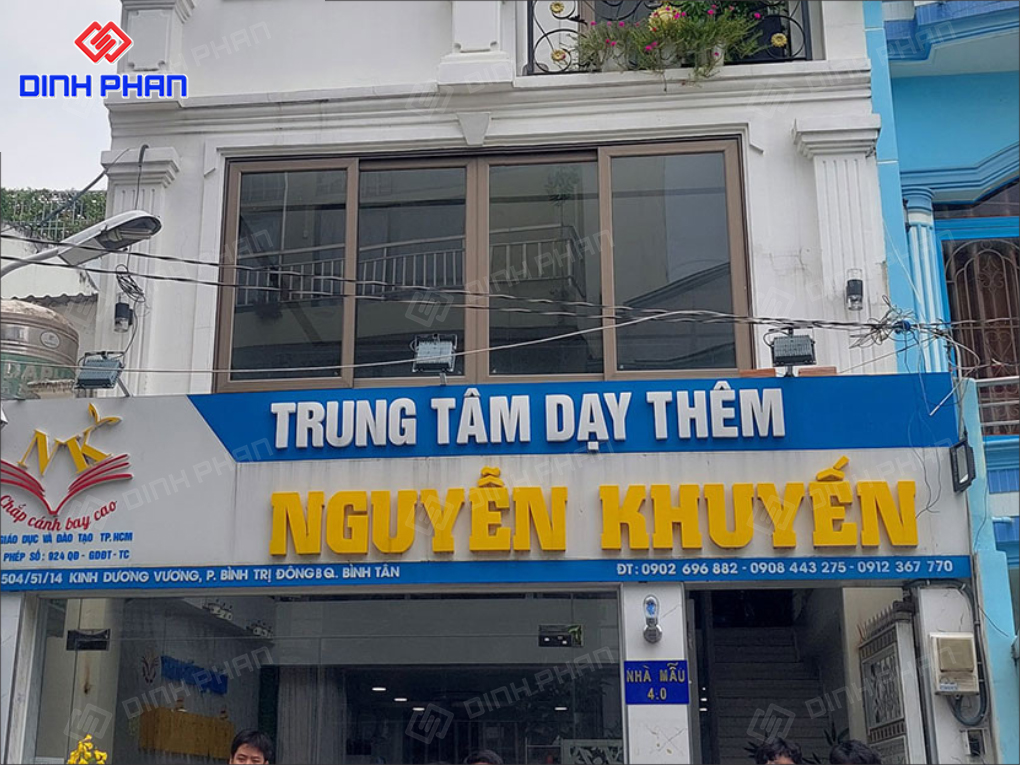 DINH PHAN
TRUNG TÂM DẠY THÊM
NGUYỄN KHUYẾN
NK
Chắp cánh bay cao
GIÁO DỤC VÀ ĐÀO TẠO TP.HCM
PHÉP SỐ: 924 QĐ - GDĐT - TC
504/51/14 KINH DƯƠNG VƯƠNG, P. BÌNH TRỊ ĐÔNG B Q. BÌNH TÂN
ĐT: 0902 696 882 - 0908 443 275 - 0912 367 770
NHÀ MẪU
4.0